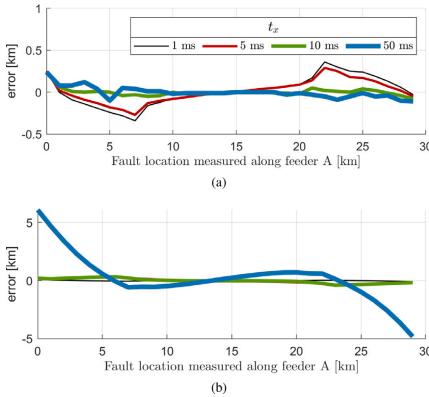 1
0.5
0
-0.5
error [km]
t_x
1 ms 5 ms 10 ms 50 ms
0 5 10 15 20 25 30
Fault location measured along feeder A [km]
(a)
5
0
-5
error [km]
0 5 10 15 20 25 30
Fault location measured along feeder A [km]
(b)